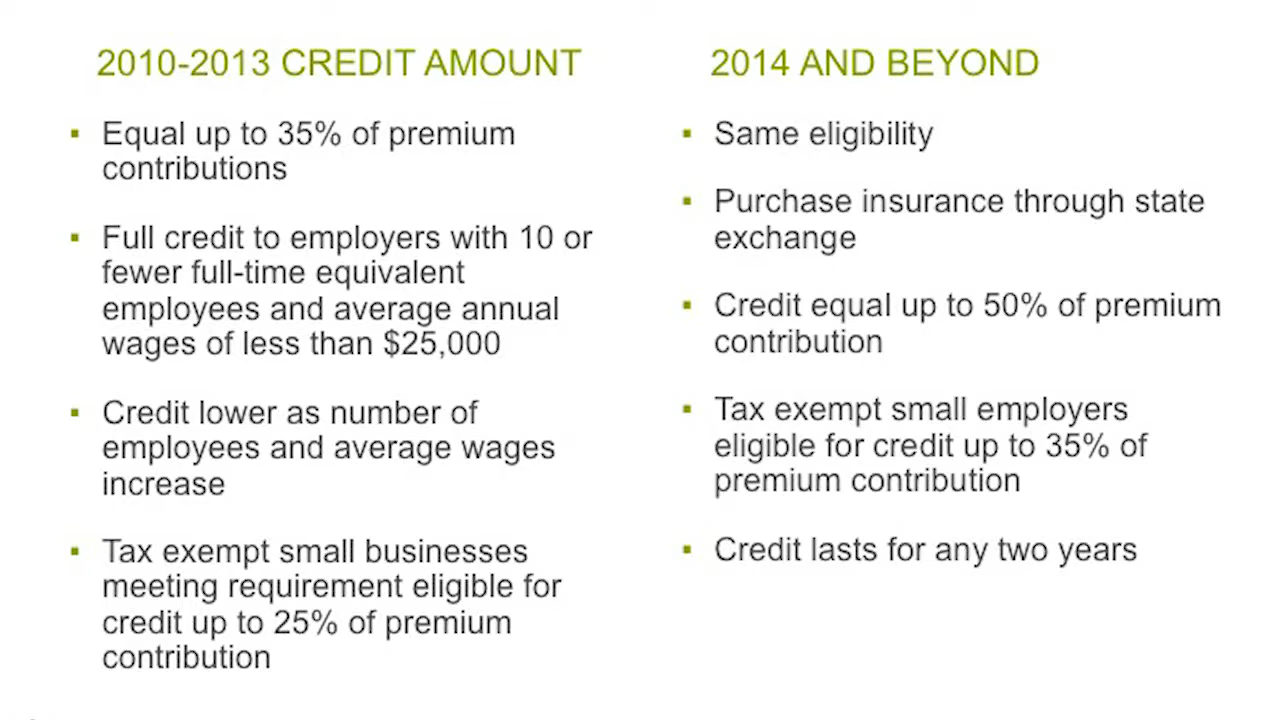 2010-2013 CREDIT AMOUNT
▪ Equal up to 35% of premium
contributions
▪ Full credit to employers with 10 or
fewer full-time equivalent
employees and average annual
wages of less than $25,000
▪ Credit lower as number of
employees and average wages
increase
▪ Tax exempt small businesses
meeting requirement eligible for
credit up to 25% of premium
contribution
2014 AND BEYOND
▪ Same eligibility
▪ Purchase insurance through state
exchange
▪ Credit equal up to 50% of premium
contribution
▪ Tax exempt small employers
eligible for credit up to 35% of
premium contribution
▪ Credit lasts for any two years